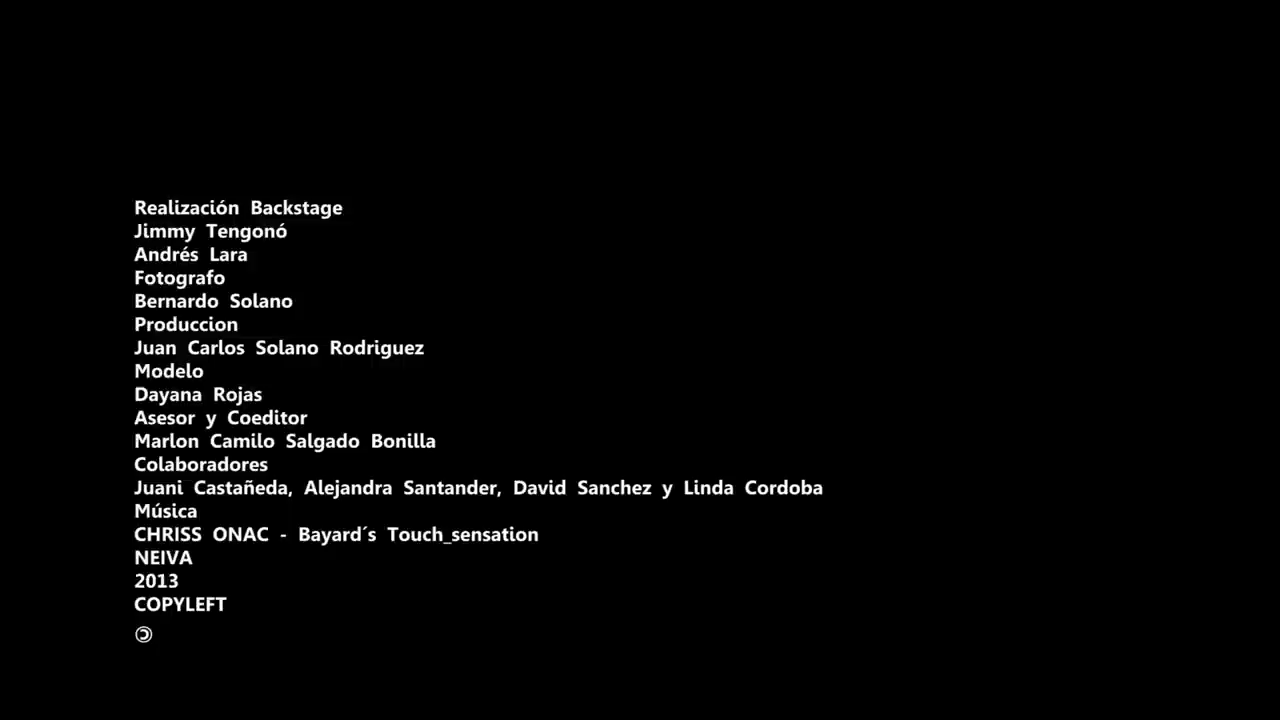 Realización Backstage
Jimmy Tengonó
Andrés Lara
Fotografo
Bernardo Solano
Produccion
Juan Carlos Solano Rodriguez
Modelo
Dayana Rojas
Asesor y Coeditor
Marlon Camilo Salgado Bonilla
Colaboradores
Juani Castañeda, Alejandra Santander, David Sanchez y Linda Cordoba
Música
CHRISS ONAC - Bayard´s Touch_sensation
NEIVA
2013
COPYLEFT
🄯